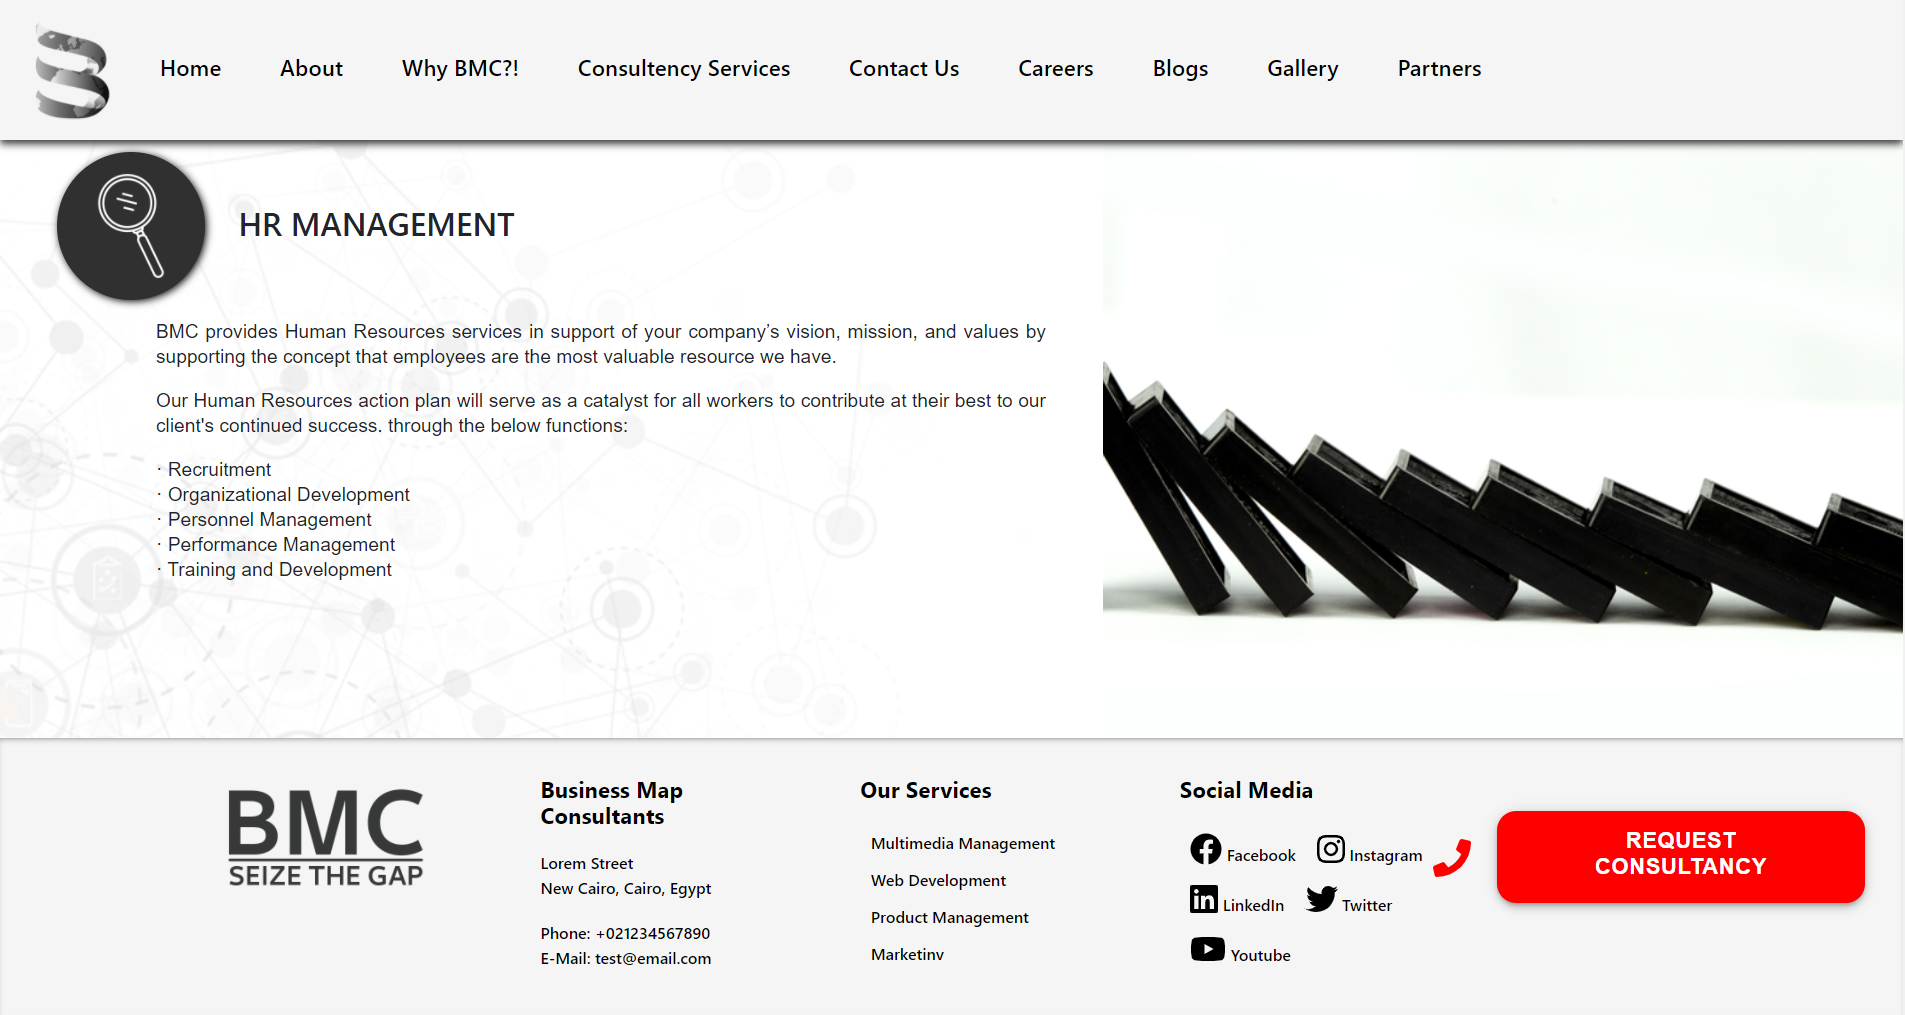 Home About Why BMC?! Consultency Services Contact Us Careers Blogs Gallery Partners
HR MANAGEMENT
BMC provides Human Resources services in support of your company’s vision, mission, and values by
supporting the concept that employees are the most valuable resource we have.
Our Human Resources action plan will serve as a catalyst for all workers to contribute at their best to our
client's continued success. through the below functions:
· Recruitment
· Organizational Development
· Personnel Management
· Performance Management
· Training and Development
BMC
SEIZE THE GAP
Business Map
Consultants
Lorem Street
New Cairo, Cairo, Egypt
Phone: +021234567890
E-Mail: test@email.com
Our Services
Multimedia Management
Web Development
Product Management
Marketinv
Social Media
Facebook Instagram
LinkedIn Twitter
Youtube
REQUEST
CONSULTANCY